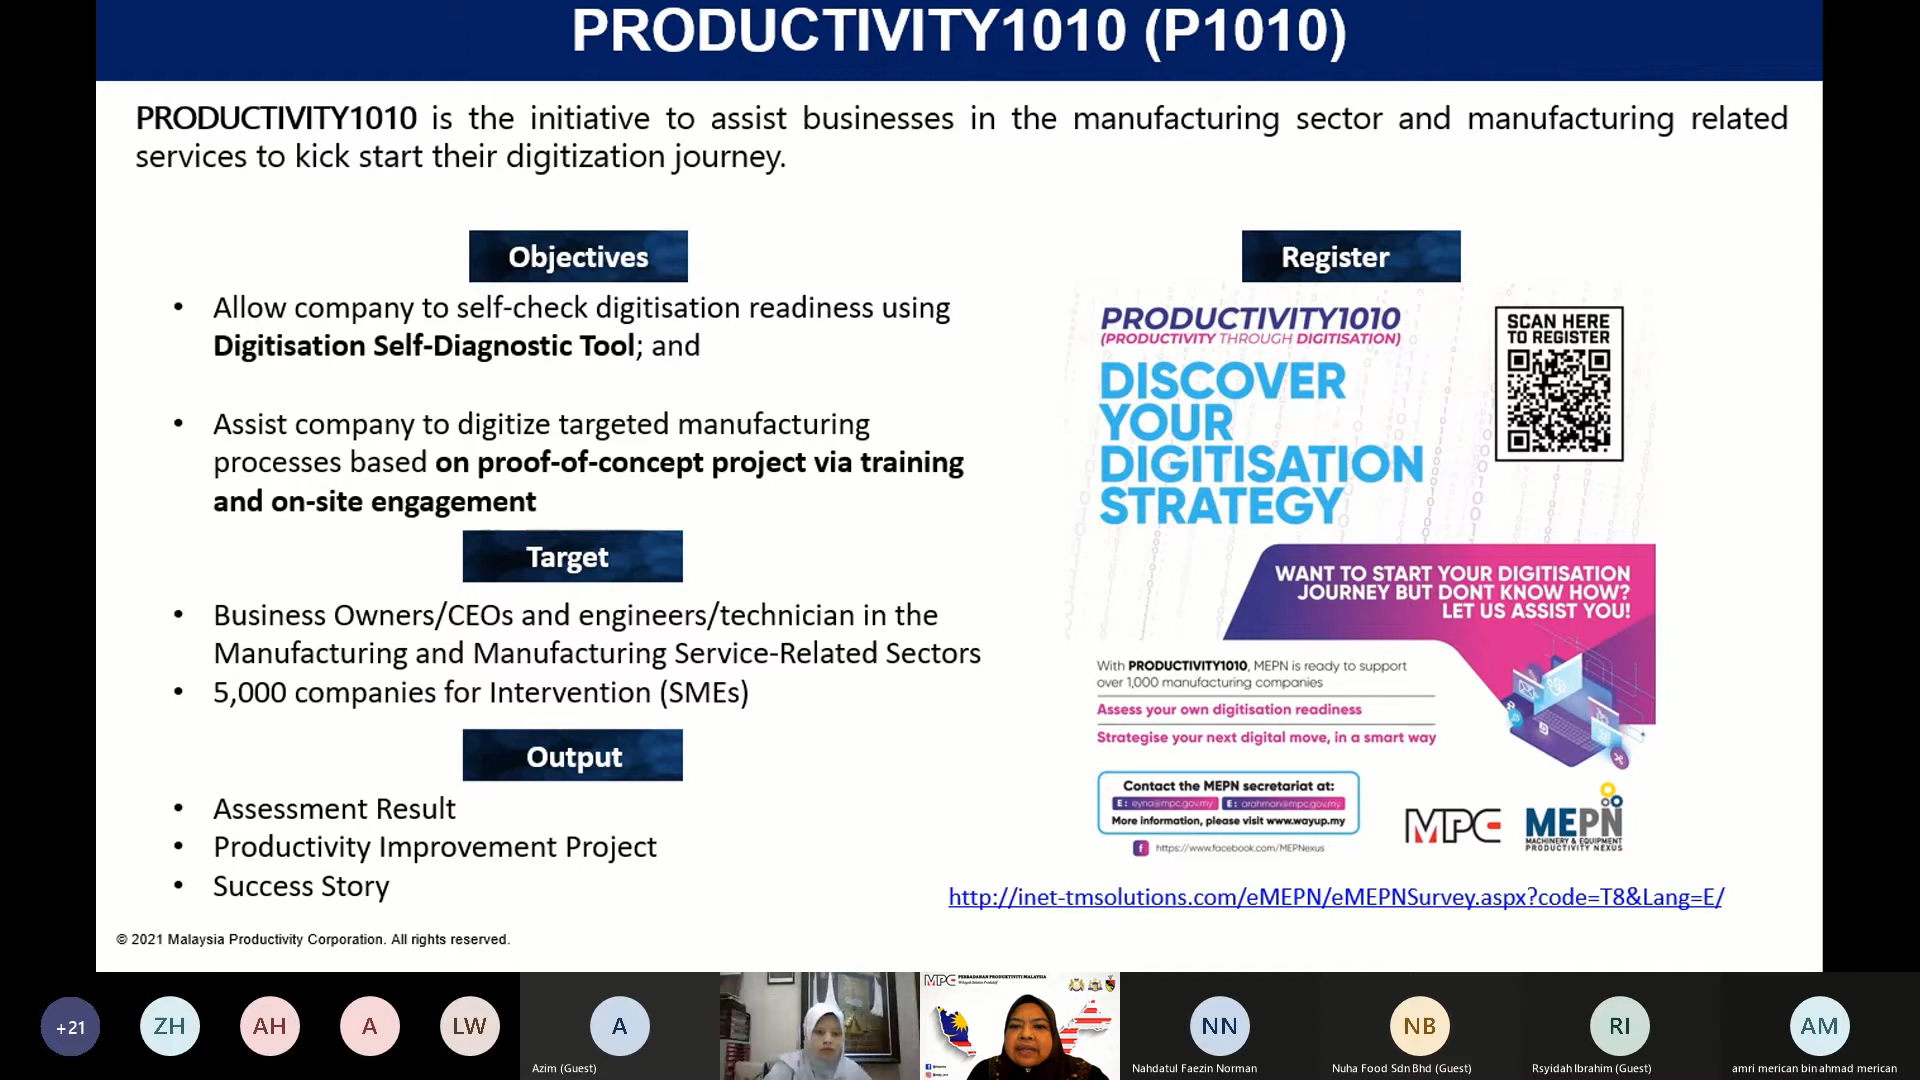 PRODUCTIVITY1010 (P1010)
PRODUCTIVITY1010 is the initiative to assist businesses in the manufacturing sector and manufacturing related
services to kick start their digitization journey.
Objectives
• Allow company to self-check digitisation readiness using
Digitisation Self-Diagnostic Tool; and
• Assist company to digitize targeted manufacturing
processes based on proof-of-concept project via training
and on-site engagement
Target
• Business Owners/CEOs and engineers/technician in the
Manufacturing and Manufacturing Service-Related Sectors
• 5,000 companies for Intervention (SMEs)
Output
• Assessment Result
• Productivity Improvement Project
• Success Story
© 2021 Malaysia Productivity Corporation. All rights reserved.
Register
PRODUCTIVITY1010
(PRODUCTIVITY THROUGH DIGITISATION)
DISCOVER
YOUR
DIGITISATION
STRATEGY
SCAN HERE
TO REGISTER
WANT TO START YOUR DIGITISATION
JOURNEY BUT DONT KNOW HOW?
LET US ASSIST YOU!
With PRODUCTIVITY1010, MEPN is ready to support
over 1,000 manufacturing companies
Assess your own digitisation readiness
Strategise your next digital move, in a smart way
Contact the MEPN secretariat at:
E: eyna@mpc.gov.my E: arahman@mpc.gov.my
More information, please visit www.wayup.my
f https://www.facebook.com/MEPNexus
MPC
MEPN
MACHINERY & EQUIPMENT
PRODUCTIVITY NEXUS
http://inet-tmsolutions.com/eMEPN/eMEPNSurvey.aspx?code=T8&Lang=E/
+21
ZH
AH
A
LW
A
Azim (Guest)
MPC PERBADANAN PRODUKTIVITI MALAYSIA
NN
Nahdatul Faezin Norman
NB
Nuha Food Sdn Bhd (Guest)
RI
Rsyidah Ibrahim (Guest)
AM
amri merican bin ahmad merican